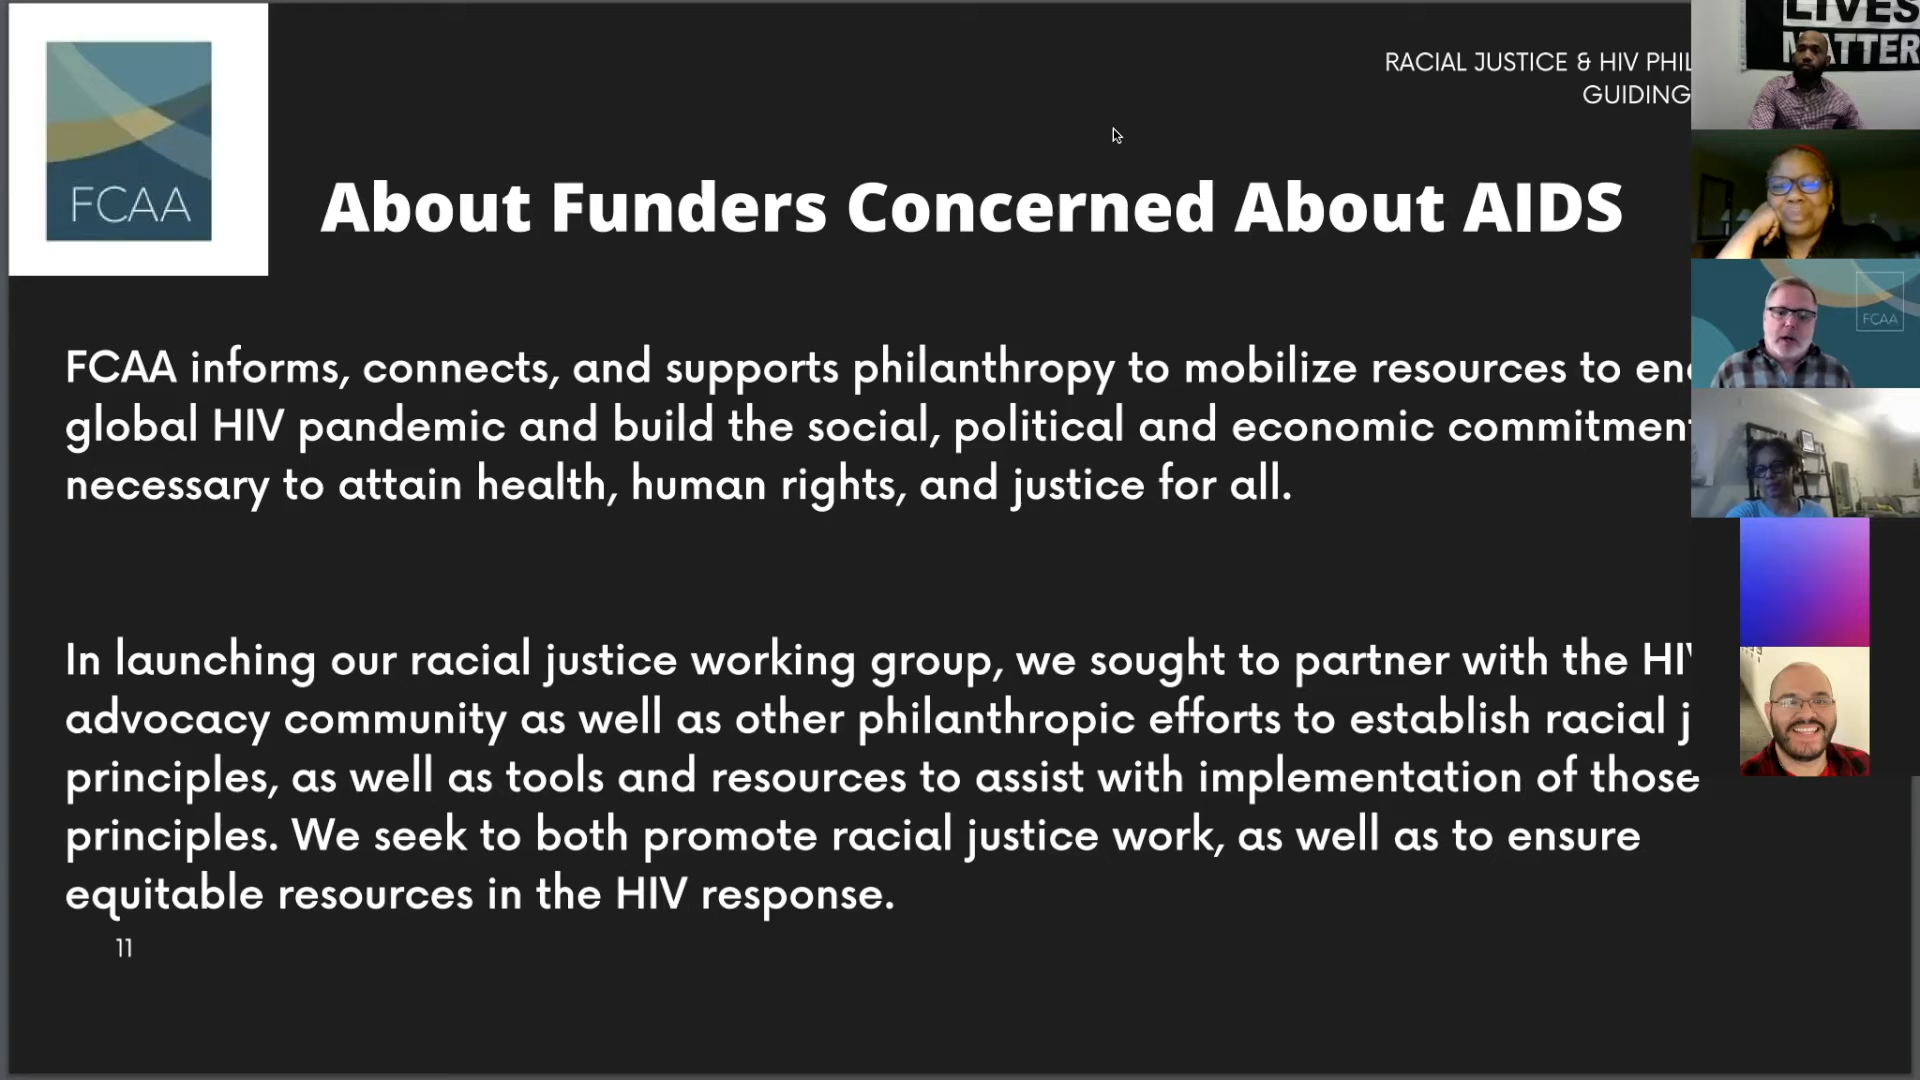 FCAA
RACIAL JUSTICE & HIV PHIL
GUIDING
About Funders Concerned About AIDS
FCAA informs, connects, and supports philanthropy to mobilize resources to en
global HIV pandemic and build the social, political and economic commitment
necessary to attain health, human rights, and justice for all.
In launching our racial justice working group, we sought to partner with the HIV
advocacy community as well as other philanthropic efforts to establish racial j
principles, as well as tools and resources to assist with implementation of those
principles. We seek to both promote racial justice work, as well as to ensure
equitable resources in the HIV response.
11
LIVES
MATTER
FCAA